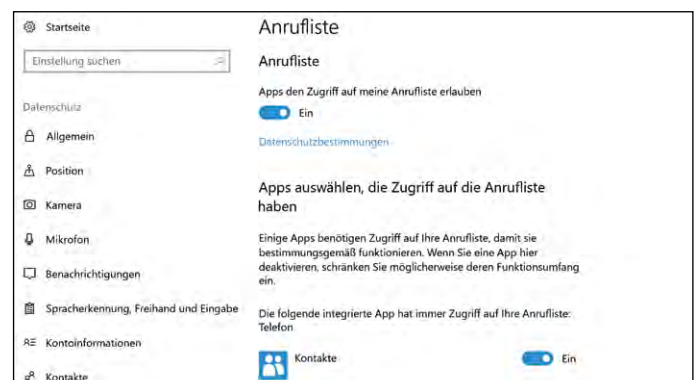 Startseite
Einstellung suchen
Datenschutz
Allgemein
Position
Kamera
Mikrofon
Benachrichtigungen
Spracherkennung, Freihand und Eingabe
Kontoinformationen
Kontakte
Anrufliste
Anrufliste
Apps den Zugriff auf meine Anrufliste erlauben
Ein
Datenschutzbestimmungen
Apps auswählen, die Zugriff auf die Anrufliste
haben
Einige Apps benötigen Zugriff auf Ihre Anrufliste, damit sie
bestimmungsgemäß funktionieren. Wenn Sie eine App hier
deaktivieren, schränken Sie möglicherweise deren Funktionsumfang
ein.
Die folgende integrierte App hat immer Zugriff auf Ihre Anrufliste:
Telefon
Kontakte Ein